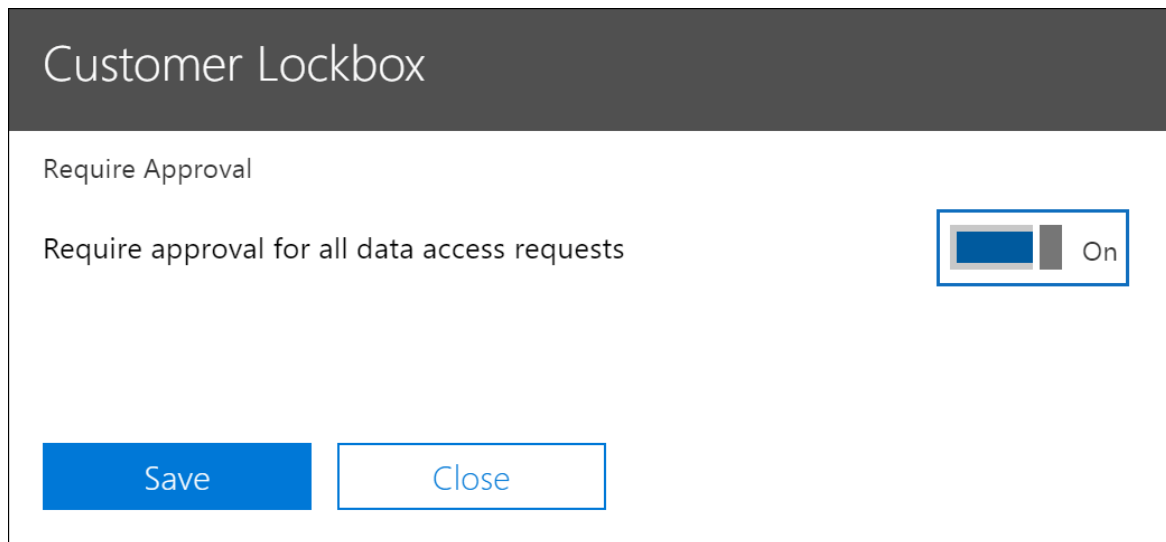 Customer Lockbox
Require Approval
Require approval for all data access requests
On
Save
Close